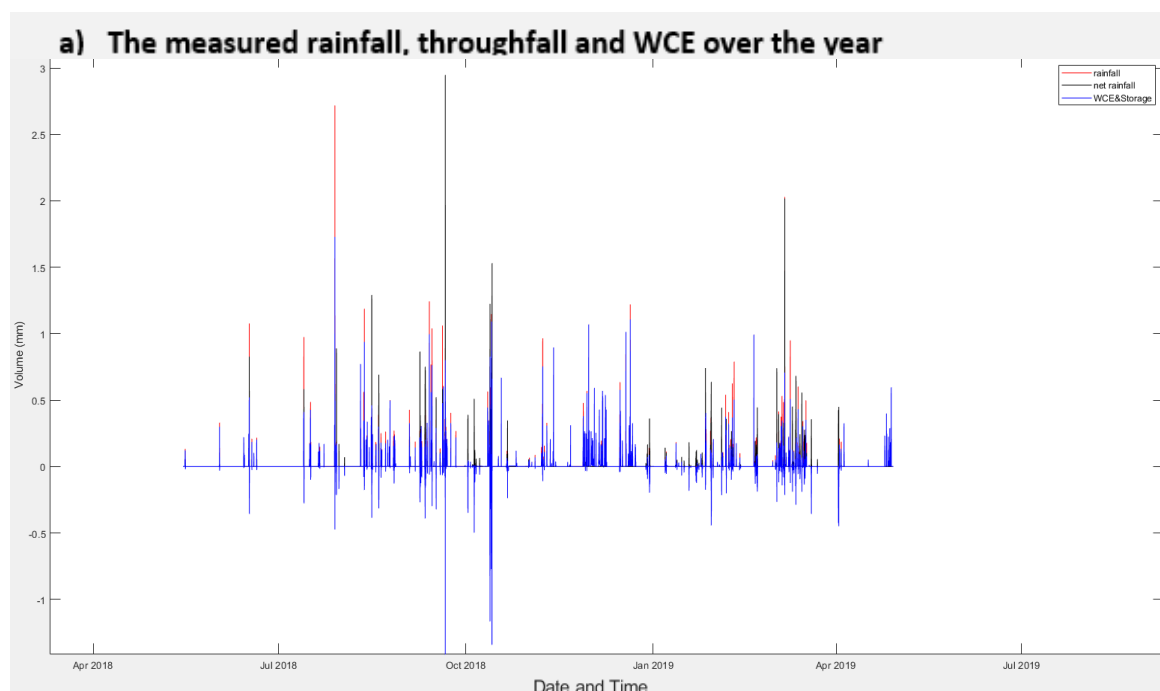 a) The measured rainfall, throughfall and WCE over the year
3
rainfall
net rainfall
WCE&Storage
2.5
2
1.5
1
0.5
0
-0.5
-1
Volume (mm)
Apr 2018 Jul 2018 Oct 2018 Jan 2019 Apr 2019 Jul 2019
Date and Time